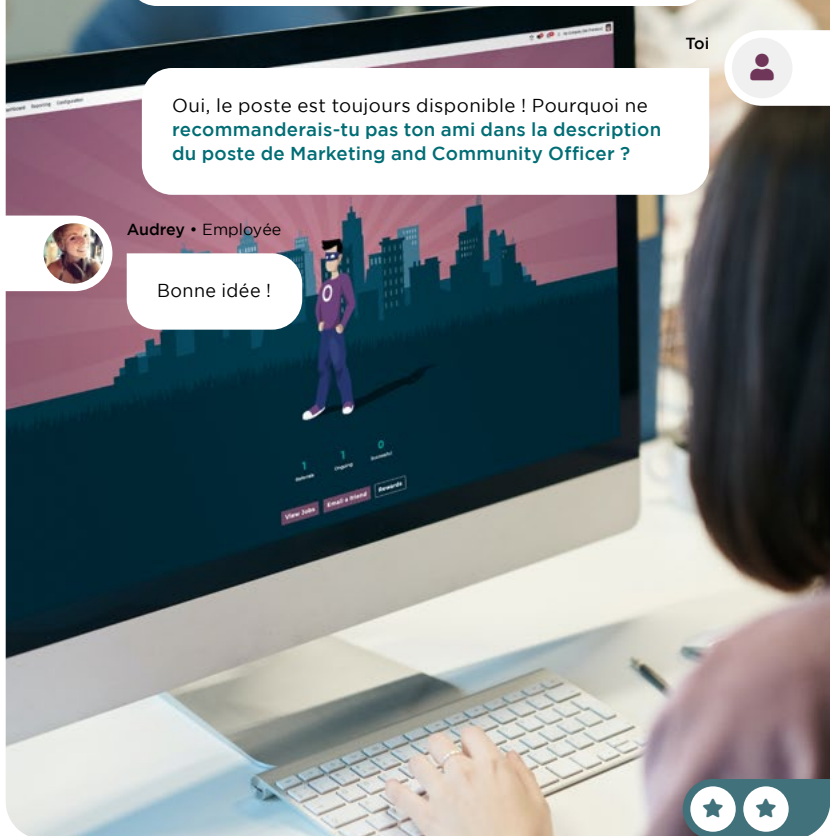 Toi
Oui, le poste est toujours disponible ! Pourquoi ne
recommanderais-tu pas ton ami dans la description
du poste de Marketing and Community Officer ?
Audrey • Employée
Bonne idée !
Reporting Configuration
1 1 0
Referrals Ongoing Successful
View Jobs Email a friend Rewards